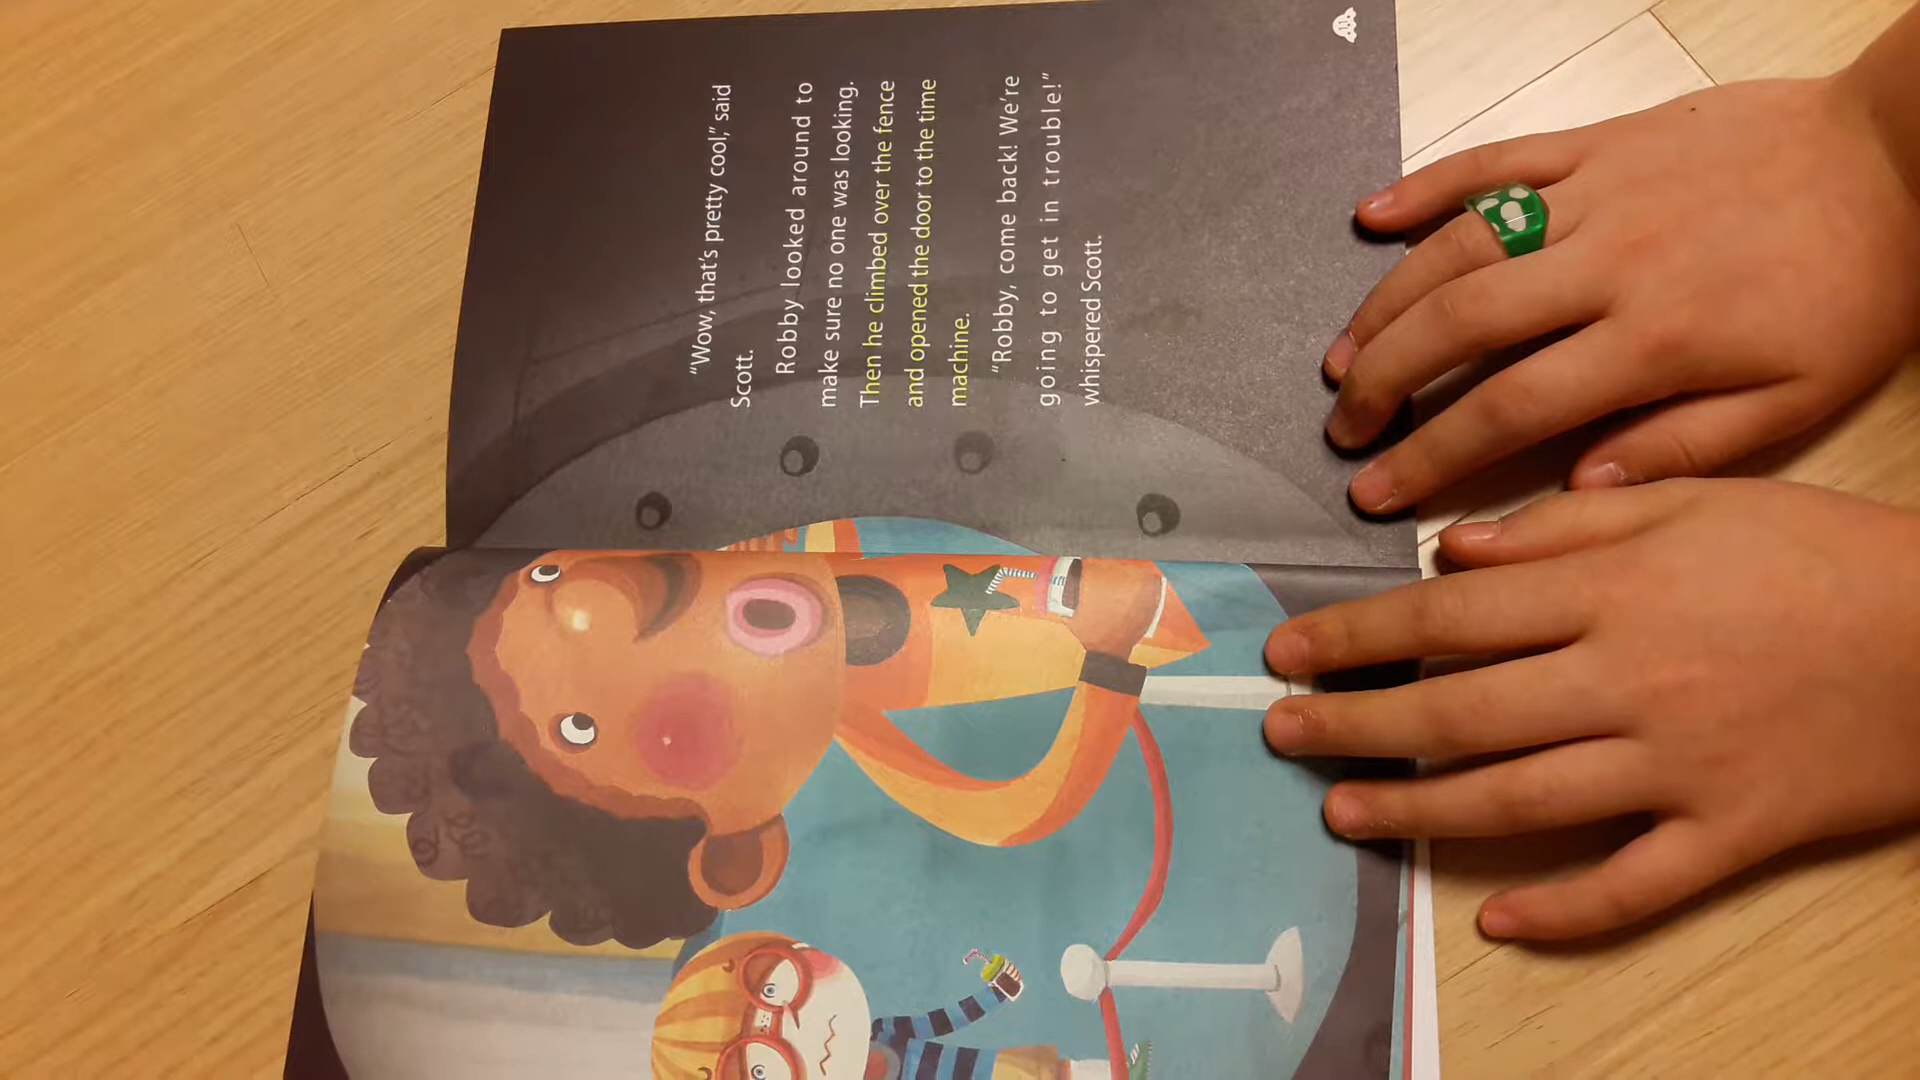 “Wow, that’s pretty cool,” said
Scott.
Robby looked around to
make sure no one was looking.
Then he climbed over the fence
and opened the door to the time
machine.
“Robby, come back! We’re
going to get in trouble!”
whispered Scott.